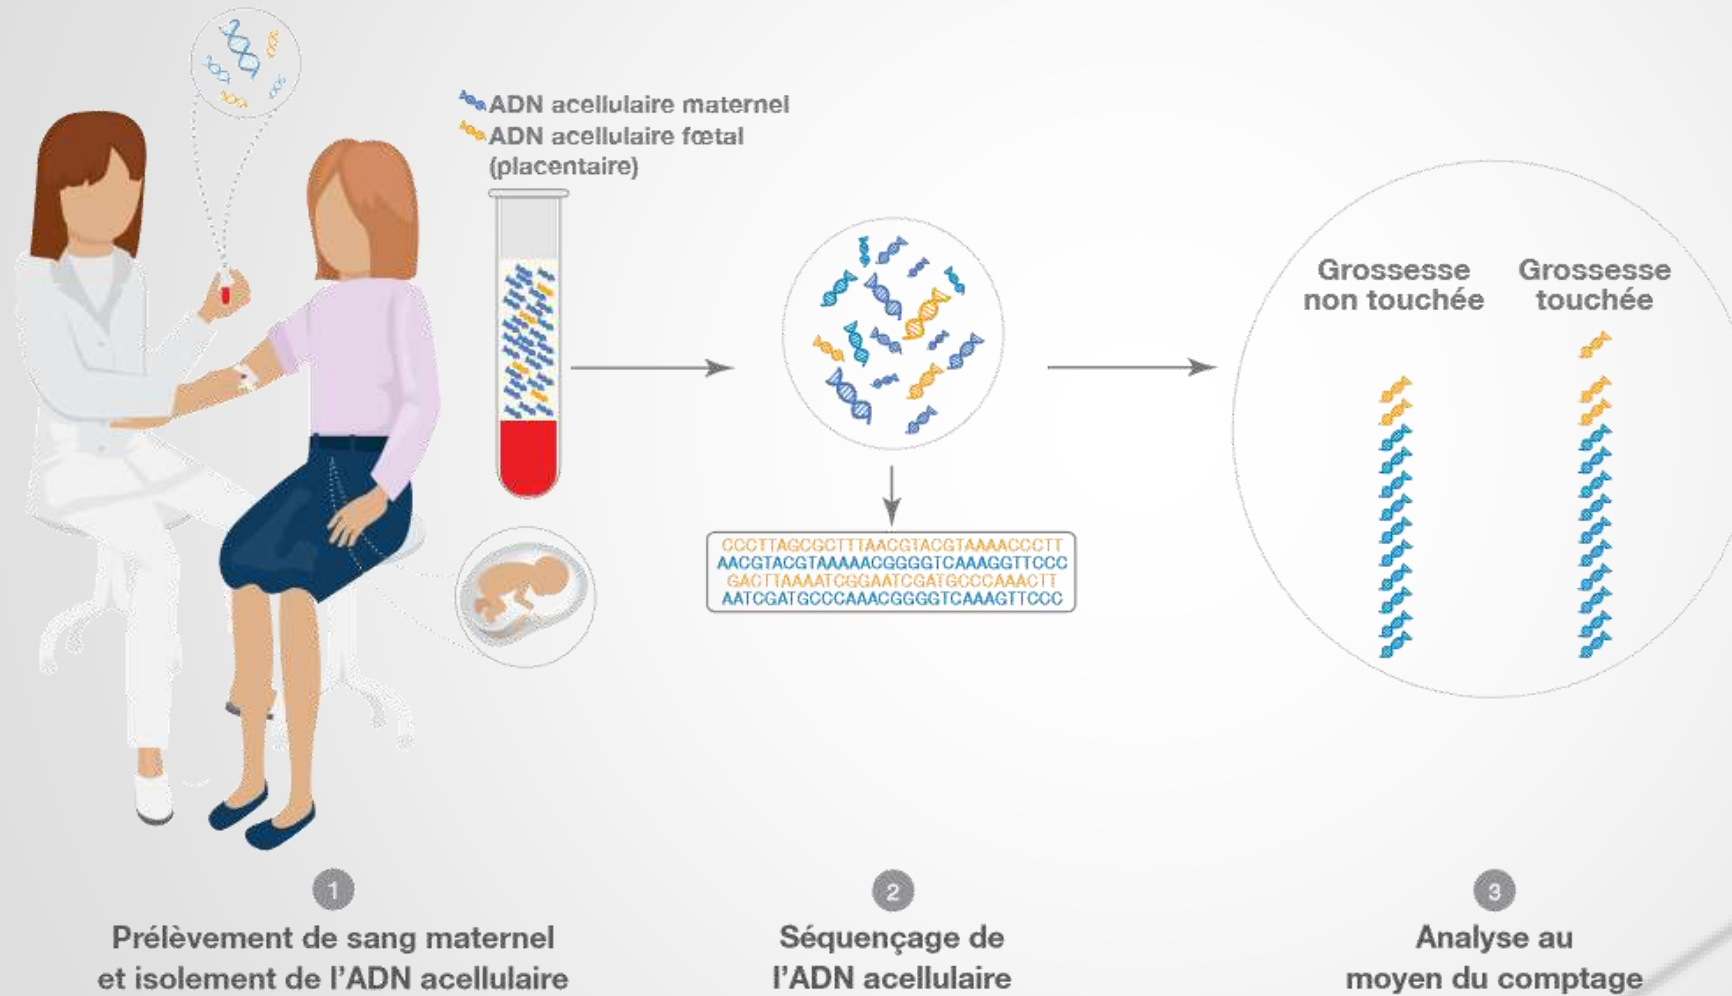 ADN acellulaire maternel
ADN acellulaire fœtal
(placentaire)
Grossesse
non touchée
Grossesse
touchée
CCCTTAGCGCTTTAACGTACGTAAAACCCTT
AACGTACGTAAAAACGGGGTCAAAGGTTCCC
GACTTAAAATCGGAATCGATGCCCAAACTT
AATCGATGCCCAAACGGGGTCAAAGTTCCC
1
Prélèvement de sang maternel
et isolement de l'ADN acellulaire
2
Séquençage de
l'ADN acellulaire
3
Analyse au
moyen du comptage